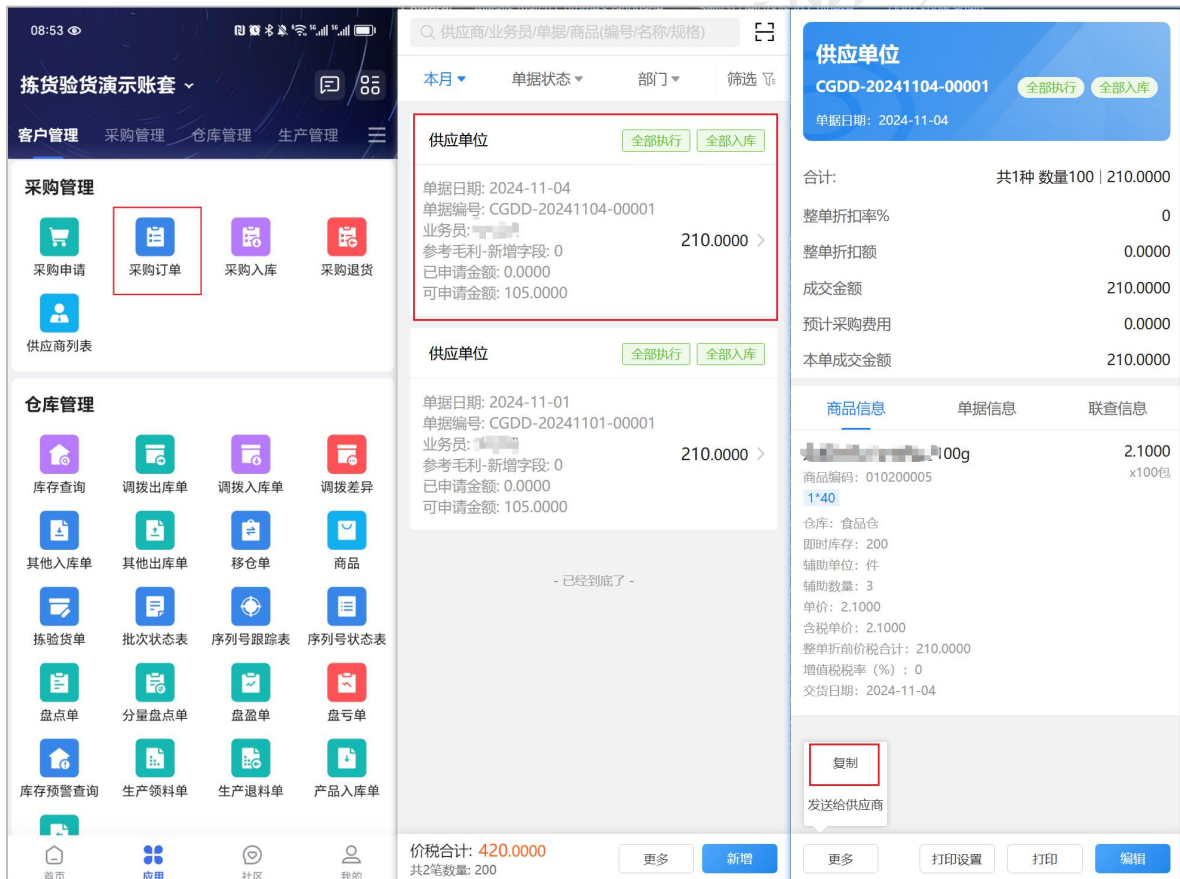 08:53
拣货验货演示账套
客户管理 采购管理 仓库管理 生产管理
采购管理
采购申请 采购订单 采购入库 采购退货
供应商列表
仓库管理
库存查询 调拨出库单 调拨入库单 调拨差异
其他入库单 其他出库单 移仓单 商品
拣验货单 批次状态表 序列号跟踪表 序列号状态表
盘点单 分量盘点单 盘盈单 盘亏单
库存预警查询 生产领料单 生产退料单 产品入库单
首页 应用 社区 我的
供应商/业务员/单据/商品(编号/名称/规格)
本月 单据状态 部门 筛选
供应单位 全部执行 全部入库
单据日期: 2024-11-04
单据编号: CGDD-20241104-00001
业务员:
参考毛利-新增字段: 0
210.0000
已申请金额: 0.0000
可申请金额: 105.0000
供应单位 全部执行 全部入库
单据日期: 2024-11-01
单据编号: CGDD-20241101-00001
业务员:
参考毛利-新增字段: 0
210.0000
已申请金额: 0.0000
可申请金额: 105.0000
- 已经到底了 -
价税合计: 420.0000
共2笔数量: 200
更多 新增
供应单位
CGDD-20241104-00001 全部执行 全部入库
单据日期: 2024-11-04
合计: 共1种 数量100 | 210.0000
整单折扣率% 0
整单折扣额 0.0000
成交金额 210.0000
预计采购费用 0.0000
本单成交金额 210.0000
商品信息 单据信息 联查信息
100g 2.1000
商品编码: 010200005 x100包
1*40
仓库: 食品仓
即时库存: 200
辅助单位: 件
辅助数量: 3
单价: 2.1000
含税单价: 2.1000
整单折前价税合计: 210.0000
增值税税率（%）: 0
交货日期: 2024-11-04
复制
发送给供应商
更多 打印设置 打印 编辑